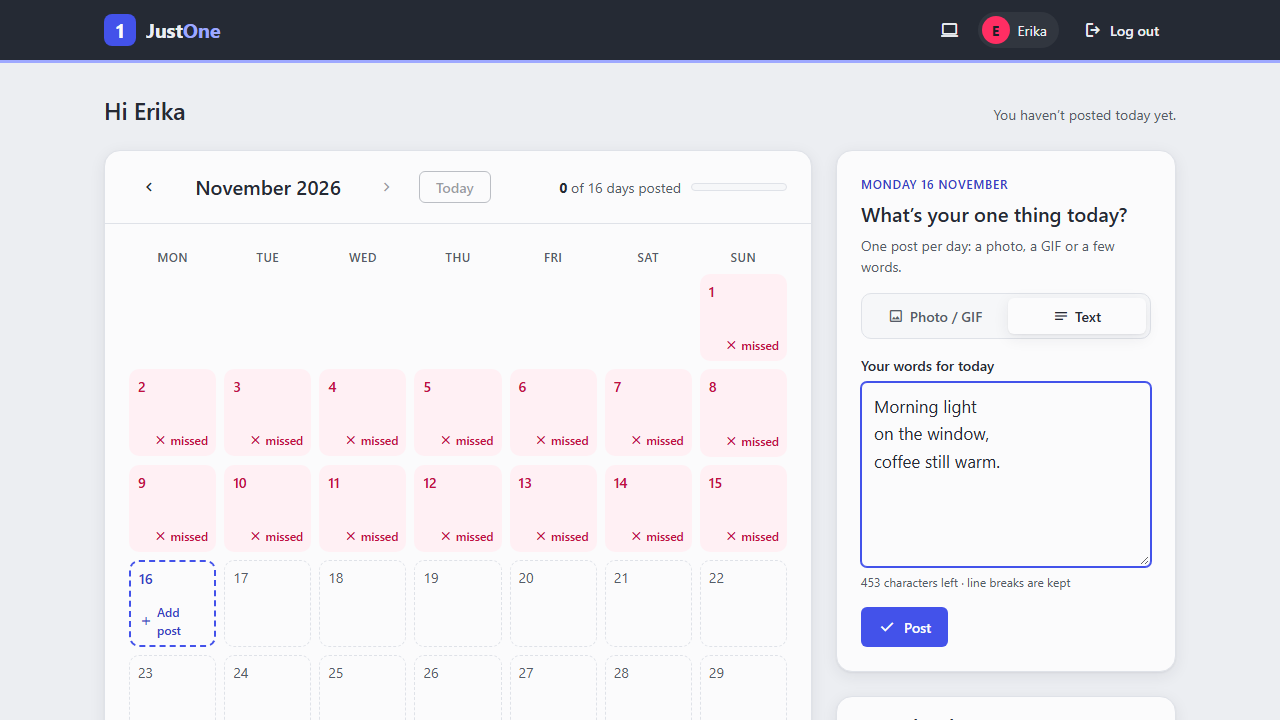 1 JustOne
E Erika
Log out
Hi Erika
You haven't posted today yet.
November 2026
Today
0 of 16 days posted
MON TUE WED THU FRI SAT SUN
1
missed
2 3 4 5 6 7 8
missed missed missed missed missed missed missed
9 10 11 12 13 14 15
missed missed missed missed missed missed missed
16 17 18 19 20 21 22
+ Add
post
23 24 25 26 27 28 29
MONDAY 16 NOVEMBER
What's your one thing today?
One post per day: a photo, a GIF or a few
words.
Photo / GIF
Text
Your words for today
Morning light
on the window,
coffee still warm.
453 characters left · line breaks are kept
Post